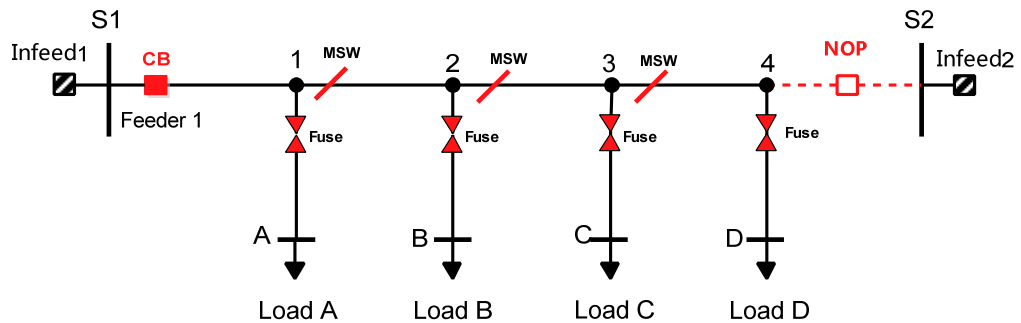 S1
S2
Infeed1
CB
1
MSW
2
MSW
3
MSW
4
NOP
Infeed2
Feeder 1
Fuse
Fuse
Fuse
Fuse
A
B
C
D
Load A
Load B
Load C
Load D